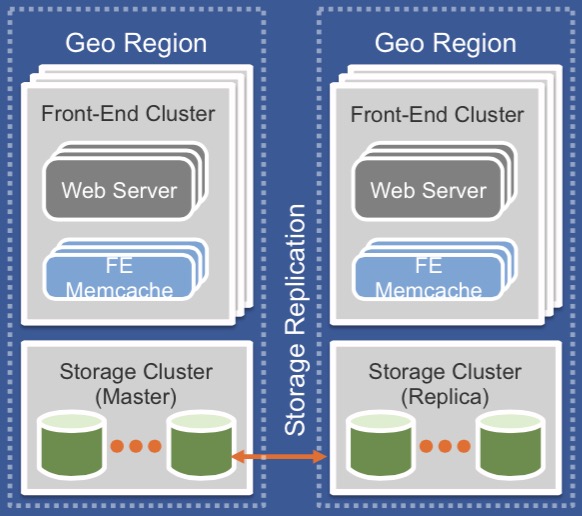 Geo Region
Front-End Cluster
Web Server
FE
Memcache
Storage Cluster
(Master)
Storage Replication
Geo Region
Front-End Cluster
Web Server
FE
Memcache
Storage Cluster
(Replica)